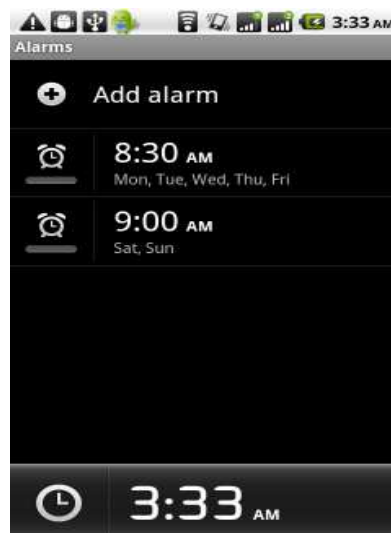 3:33 AM
Alarms
Add alarm
8:30 AM
Mon, Tue, Wed, Thu, Fri
9:00 AM
Sat, Sun
3:33 AM